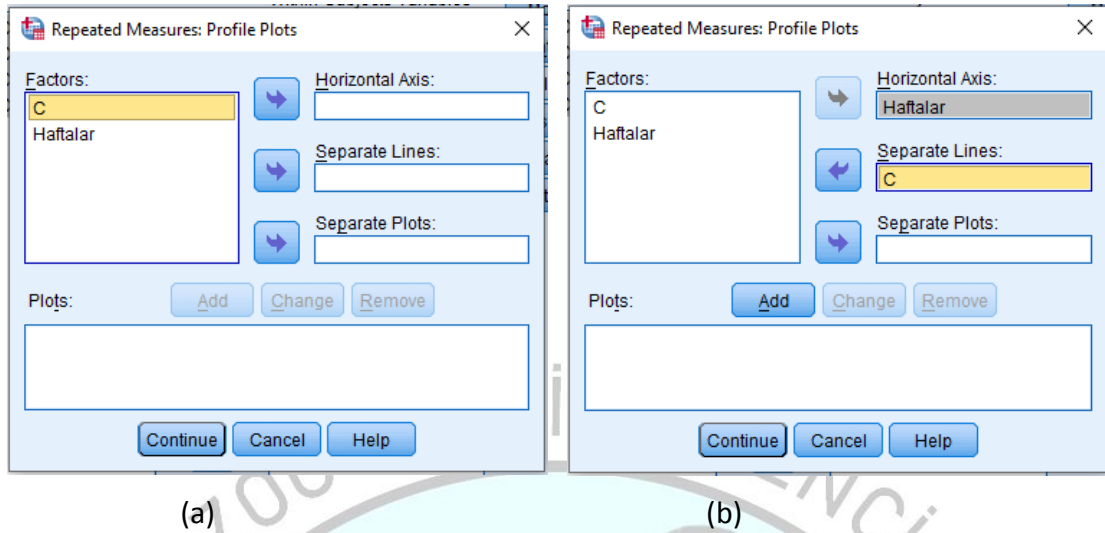 Repeated Measures: Profile Plots
Factors:
C
Haftalar
Horizontal Axis:
Separate Lines:
Separate Plots:
Plots:
Add Change Remove
Continue Cancel Help
(a)
Repeated Measures: Profile Plots
Factors:
C
Haftalar
Horizontal Axis:
Haftalar
Separate Lines:
C
Separate Plots:
Plots:
Add Change Remove
Continue Cancel Help
(b)